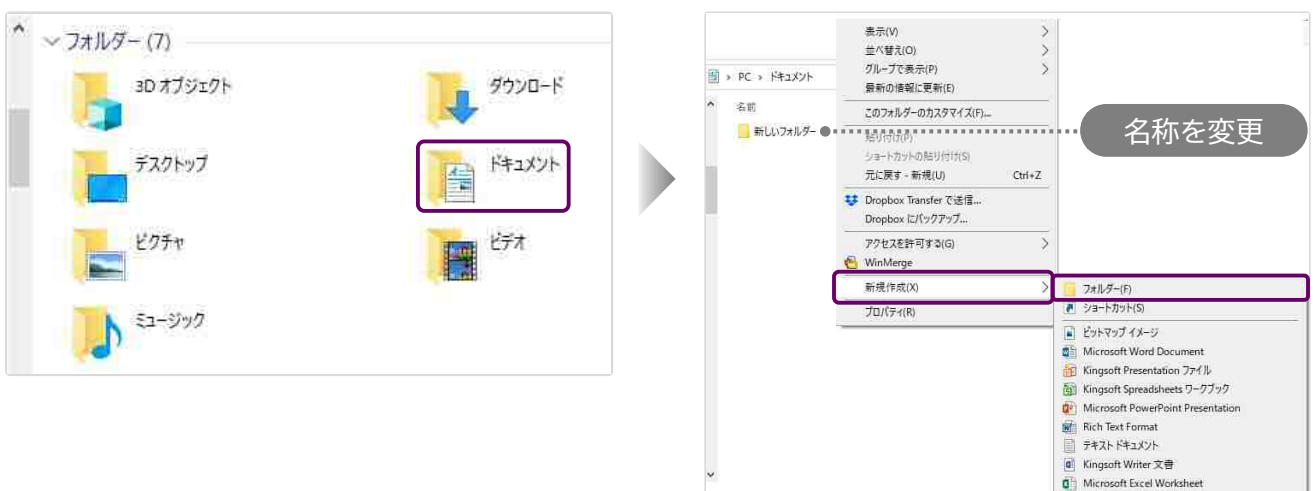 フォルダー (7)
3D オブジェクト
ダウンロード
デスクトップ
ドキュメント
ピクチャ
ビデオ
ミュージック
PC › ドキュメント
名前
新しいフォルダー
表示(V)
並べ替え(O)
グループで表示(P)
最新の情報に更新(E)
このフォルダーのカスタマイズ(F)...
貼り付け(P)
ショートカットの貼り付け(S)
元に戻す - 新規(U) Ctrl+Z
Dropbox Transfer で送信...
Dropbox にバックアップ...
アクセスを許可する(G)
WinMerge
新規作成(X)
プロパティ(R)
名称を変更
フォルダー(F)
ショートカット(S)
ビットマップ イメージ
Microsoft Word Document
Kingsoft Presentation ファイル
Kingsoft Spreadsheets ワークブック
Microsoft PowerPoint Presentation
Rich Text Format
テキスト ドキュメント
Kingsoft Writer 文書
Microsoft Excel Worksheet